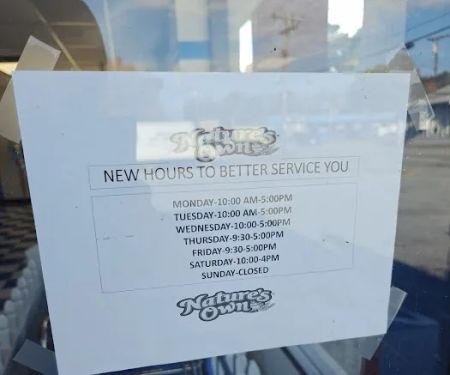 Nature's
Own
NEW HOURS TO BETTER SERVICE YOU
MONDAY-10:00 AM-5:00PM
TUESDAY-10:00 AM-5:00PM
WEDNESDAY-10:00-5:00PM
THURSDAY-9:30-5:00PM
FRIDAY-9:30-5:00PM
SATURDAY-10:00-4PM
SUNDAY-CLOSED
Nature's
Own